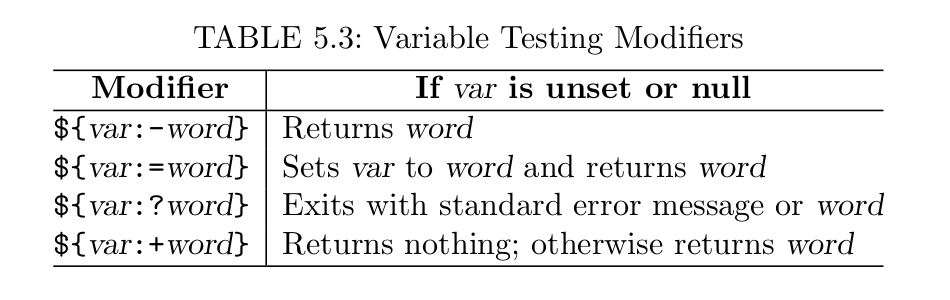 TABLE 5.3: Variable Testing Modifiers
Modifier If var is unset or null
${var:-word} Returns word
${var:=word} Sets var to word and returns word
${var:?word} Exits with standard error message or word
${var:+word} Returns nothing; otherwise returns word